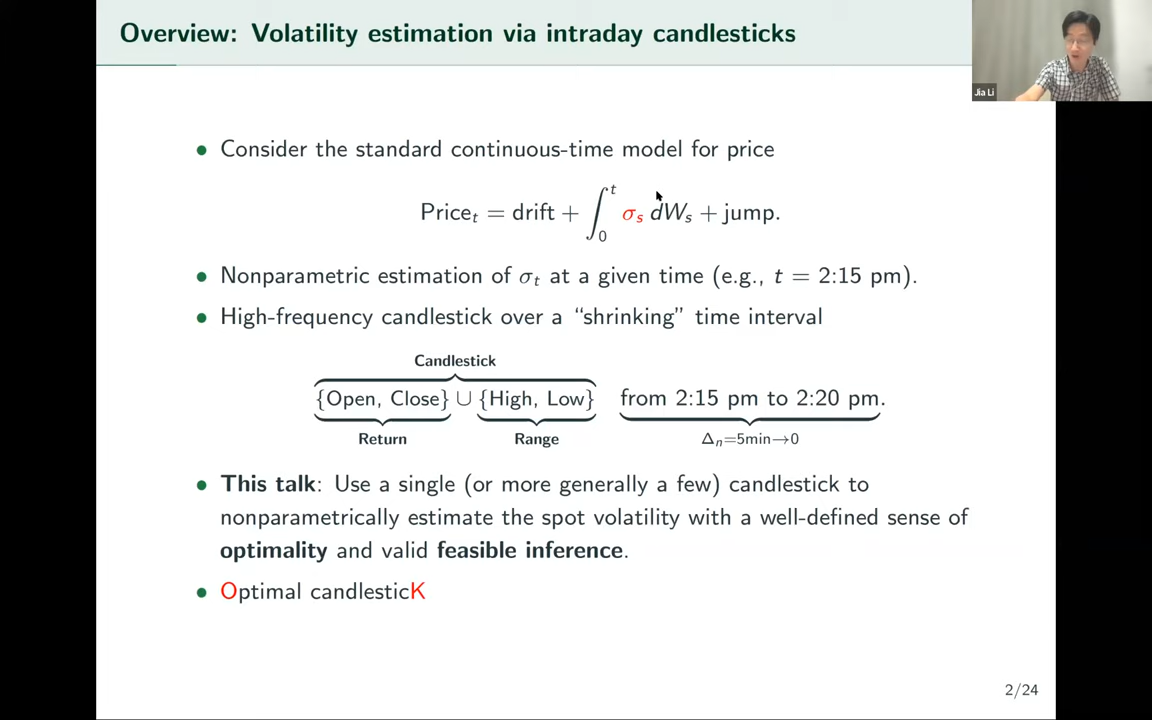 Overview: Volatility estimation via intraday candlesticks
Jia Li
• Consider the standard continuous-time model for price
Price_t = drift + ∫_0^t σ_s dW_s + jump.
• Nonparametric estimation of σ_t at a given time (e.g., t = 2:15 pm).
• High-frequency candlestick over a “shrinking” time interval
Candlestick
{Open, Close} ∪ {High, Low} from 2:15 pm to 2:20 pm.
Return Range Δ_n=5min→0
• This talk: Use a single (or more generally a few) candlestick to
nonparametrically estimate the spot volatility with a well-defined sense of
optimality and valid feasible inference.
• Optimal candlesticK
2/24